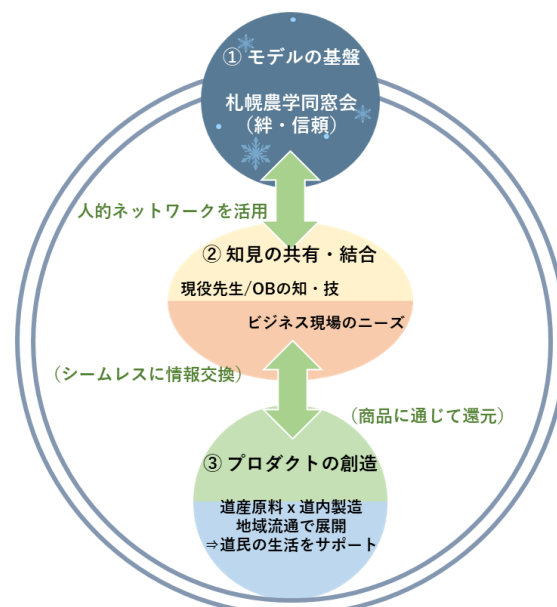 ① モデルの基盤
札幌農学同窓会
(絆・信頼)
人的ネットワークを活用
② 知見の共有・結合
現役先生/OBの知・技
ビジネス現場のニーズ
(シームレスに情報交換)
(商品に通じて還元)
③ プロダクトの創造
道産原料 x 道内製造
地域流通で展開
⇒道民の生活をサポート